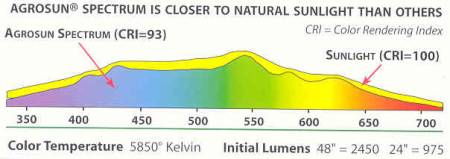 AGROSUN® SPECTRUM IS CLOSER TO NATURAL SUNLIGHT THAN OTHERS
AGROSUN SPECTRUM (CRI=93)
CRI = Color Rendering Index
SUNLIGHT (CRI=100)
350 400 450 500 550 600 650 700
Color Temperature 5850° Kelvin Initial Lumens 48" = 2450 24" = 975